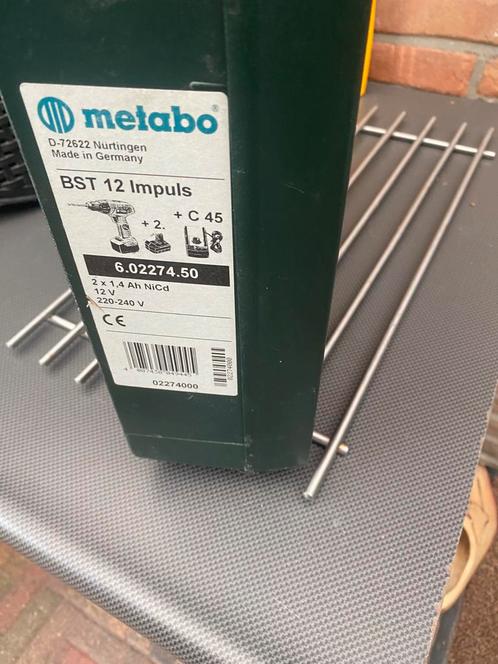 metabo®
D-72622 Nürtingen
Made in Germany
BST 12 Impuls
+ 2. + C 45
6.02274.50
2 x 1,4 Ah NiCd
12 V
220-240 V
CE
02274000
02274000